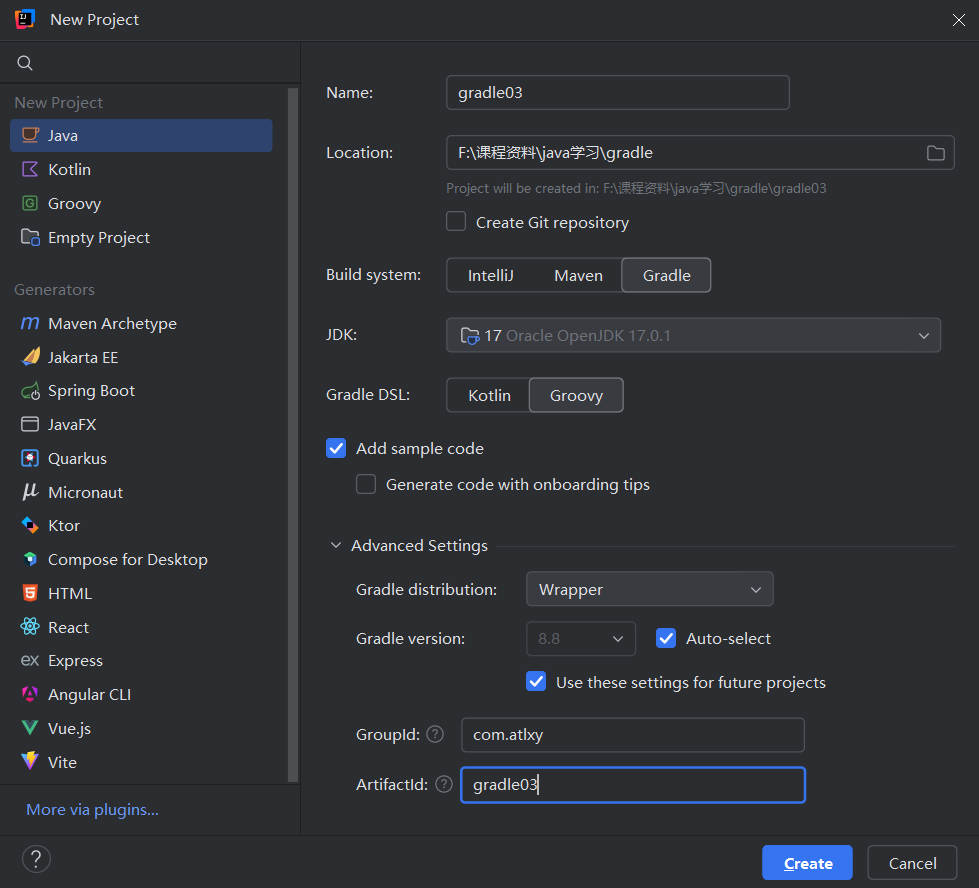 New Project
New Project
Java
Kotlin
Groovy
Empty Project
Generators
Maven Archetype
Jakarta EE
Spring Boot
JavaFX
Quarkus
Micronaut
Ktor
Compose for Desktop
HTML
React
Express
Angular CLI
Vue.js
Vite
More via plugins...
Name: gradle03
Location: F:\课程资料\java学习\gradle
Project will be created in: F:\课程资料\java学习\gradle\gradle03
Create Git repository
Build system: IntelliJ Maven Gradle
JDK: 17 Oracle OpenJDK 17.0.1
Gradle DSL: Kotlin Groovy
Add sample code
Generate code with onboarding tips
Advanced Settings
Gradle distribution: Wrapper
Gradle version: 8.8 Auto-select
Use these settings for future projects
GroupId: ? com.atlxy
ArtifactId: ? gradle03
? Create Cancel